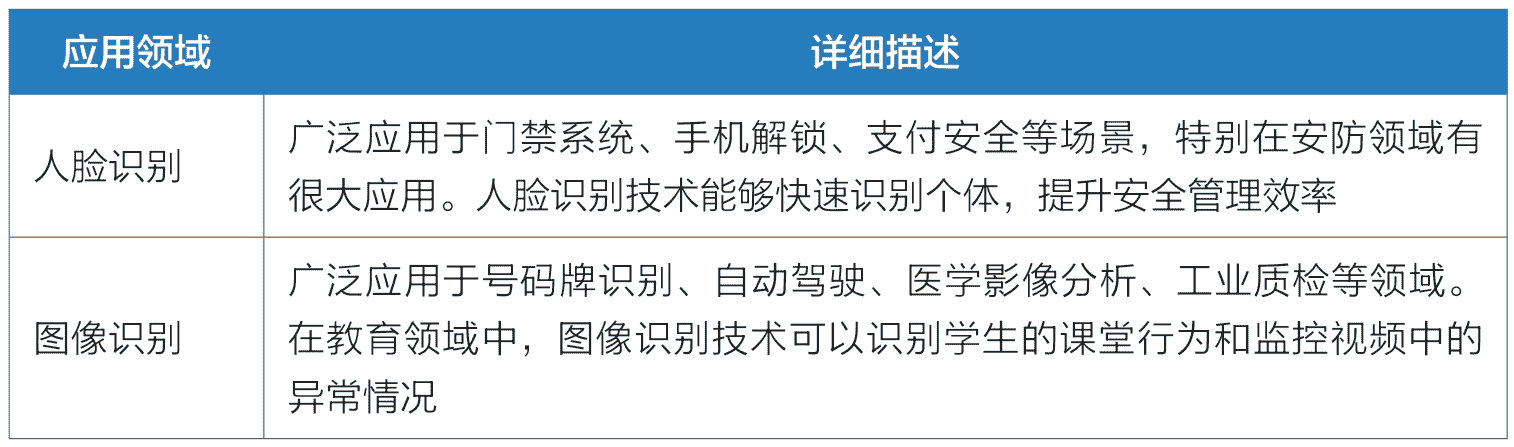 应用领域
详细描述
人脸识别
广泛应用于门禁系统、手机解锁、支付安全等场景，特别在安防领域有
很大应用。人脸识别技术能够快速识别个体，提升安全管理效率
图像识别
广泛应用于号码牌识别、自动驾驶、医学影像分析、工业质检等领域。
在教育领域中，图像识别技术可以识别学生的课堂行为和监控视频中的
异常情况